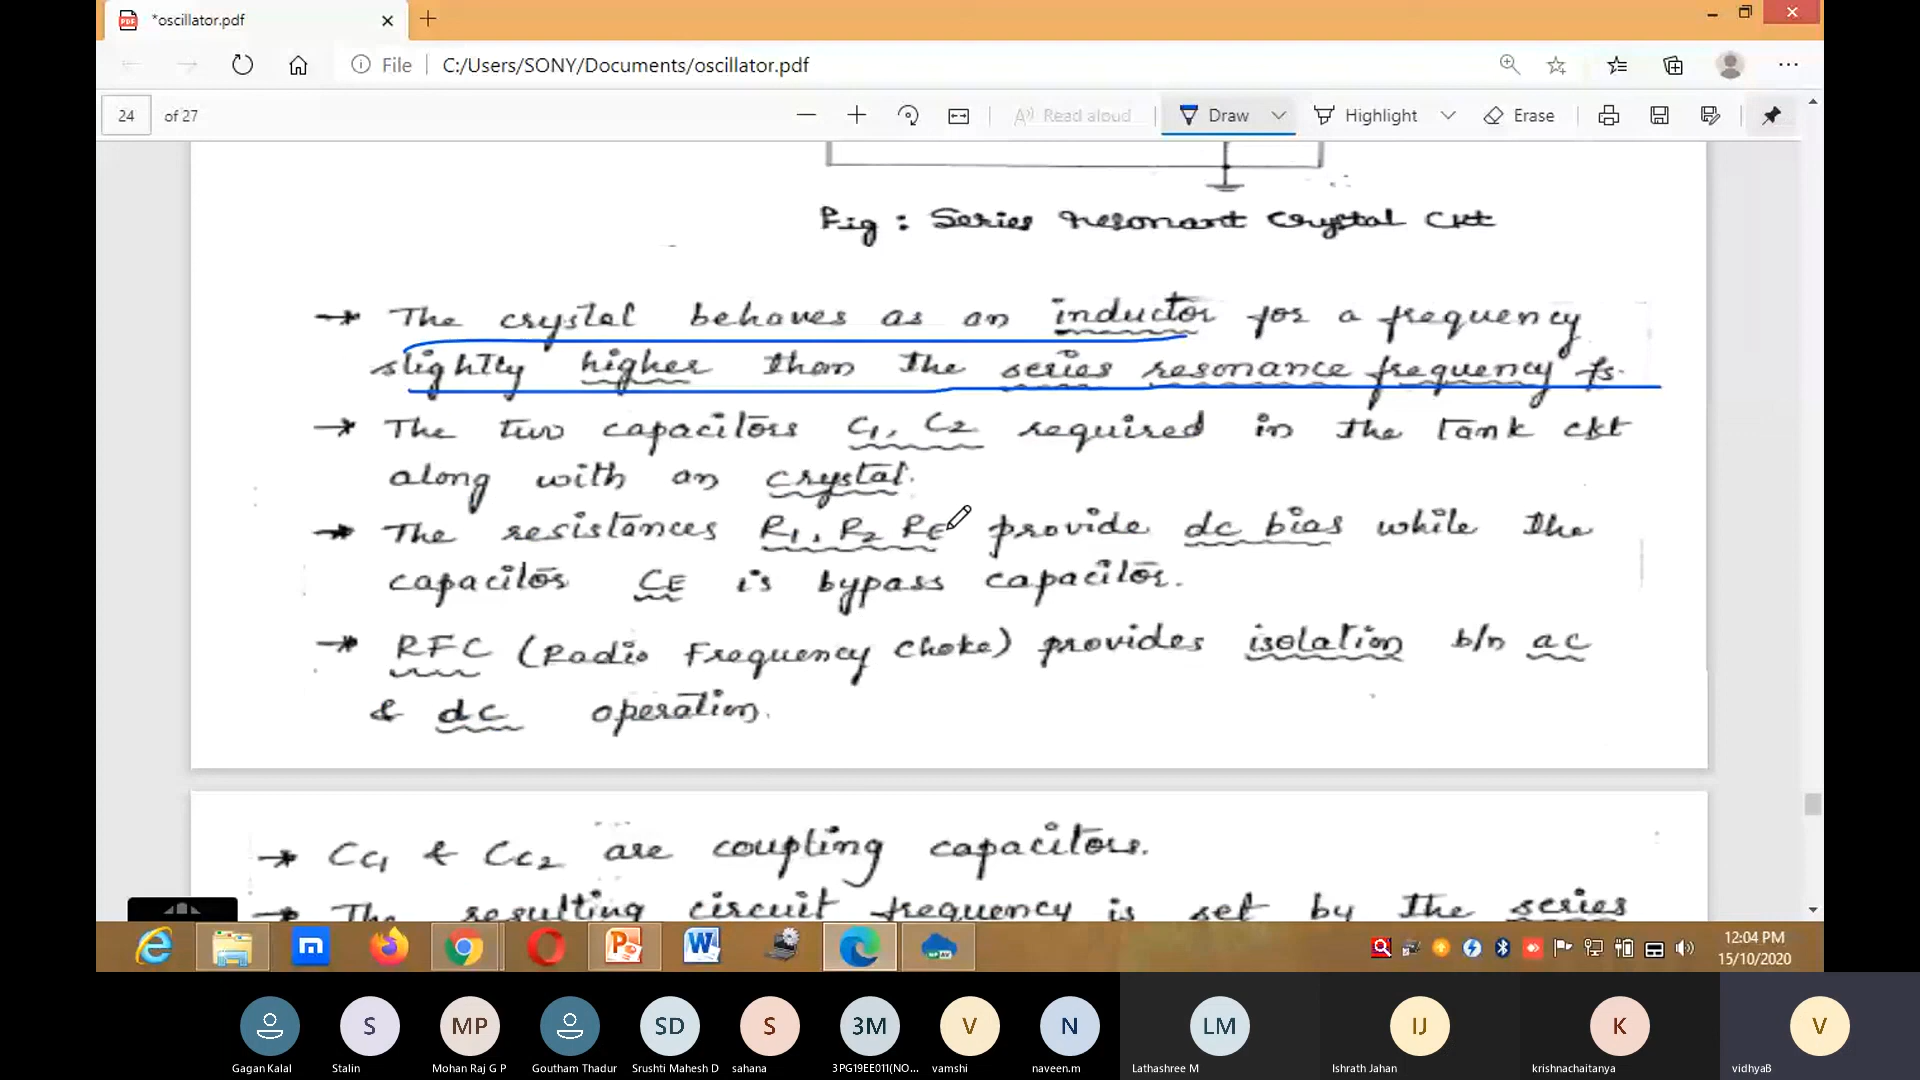 *oscillator.pdf
File C:/Users/SONY/Documents/oscillator.pdf
24 of 27 Read aloud Draw Highlight Erase
Fig : Series Resonant Crystal Ckt
→ The crystal behaves as an inductor for a frequency
slightly higher than the series resonance frequency fs.
→ The two capacitors C1, C2 required in the tank ckt
along with an crystal.
→ The resistances R1, R2 RE provide dc bias while the
capacitor CE is bypass capacitor.
→ RFC (Radio Frequency Choke) provides isolation b/n ac
& dc operation.
→ CC1 & CC2 are coupling capacitors.
→ The resulting circuit frequency is set by the series
12:04 PM
15/10/2020
S MP SD S 3M V N LM IJ K V
Gagan Kalal Stalin Mohan Raj G P Goutham Thadur Srushti Mahesh D sahana 3PG19EE011(NO... vamshi naveen.m Lathashree M Ishrath Jahan krishnachaitanya vidhyaB